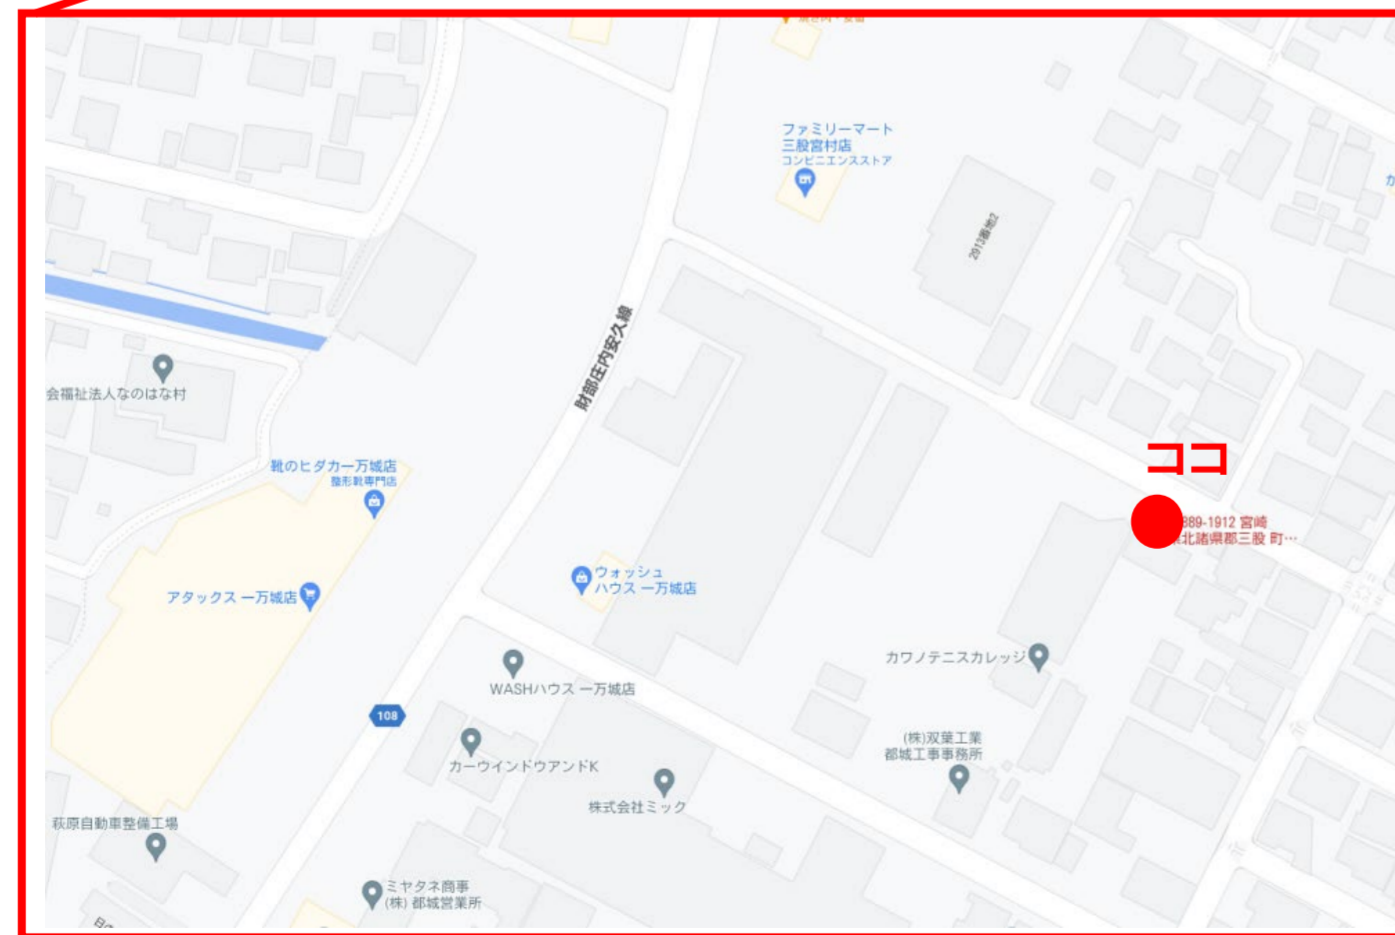 ファミリーマート
三股宮村店
コンビニエンスストア
2913番地2
財部庄内安久線
会福祉法人なのはな村
靴のヒダカ一万城店
整形靴専門店
ココ
889-1912 宮崎
北諸県郡三股 町…
アタックス 一万城店
ウォッシュ
ハウス 一万城店
カワノテニスカレッジ
WASHハウス 一万城店
108
(株)双葉工業
都城工事事務所
カーウインドウアンドK
株式会社ミック
萩原自動車整備工場
ミヤタネ商事
(株) 都城営業所